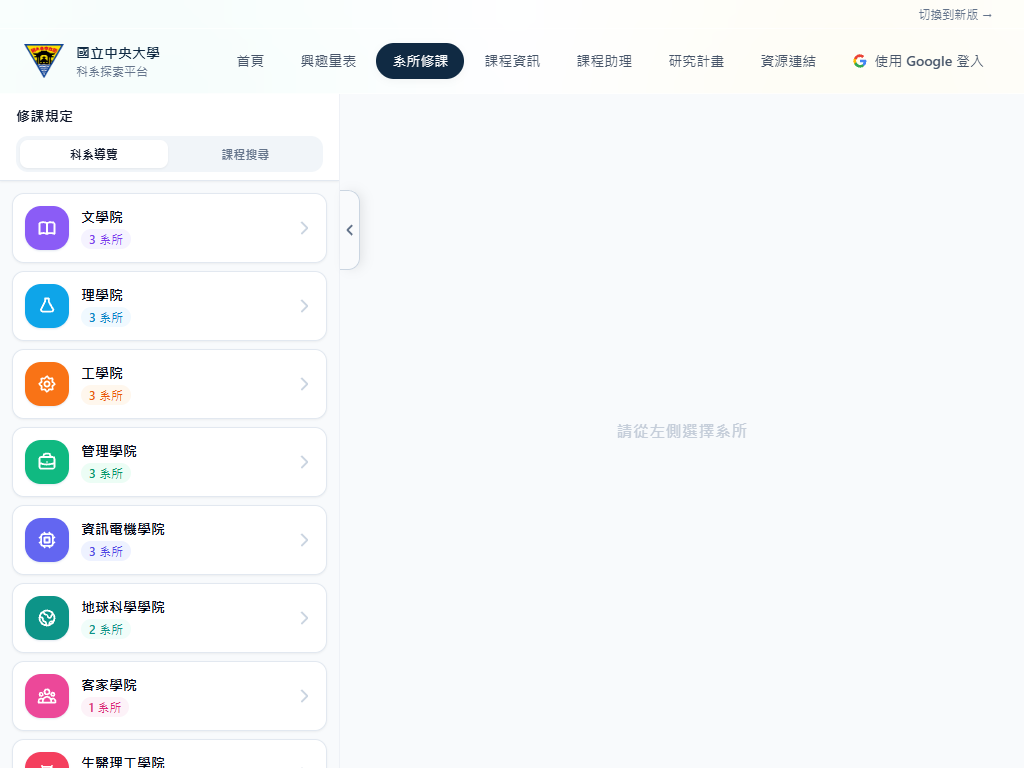 切換到新版 →
國立中央大學
科系探索平台
首頁
興趣量表
系所修課
課程資訊
課程助理
研究計畫
資源連結
使用 Google 登入
修課規定
科系導覽
課程搜尋
文學院
3 系所
理學院
3 系所
工學院
3 系所
管理學院
3 系所
資訊電機學院
3 系所
地球科學學院
2 系所
客家學院
1 系所
生醫理工學院
請從左側選擇系所